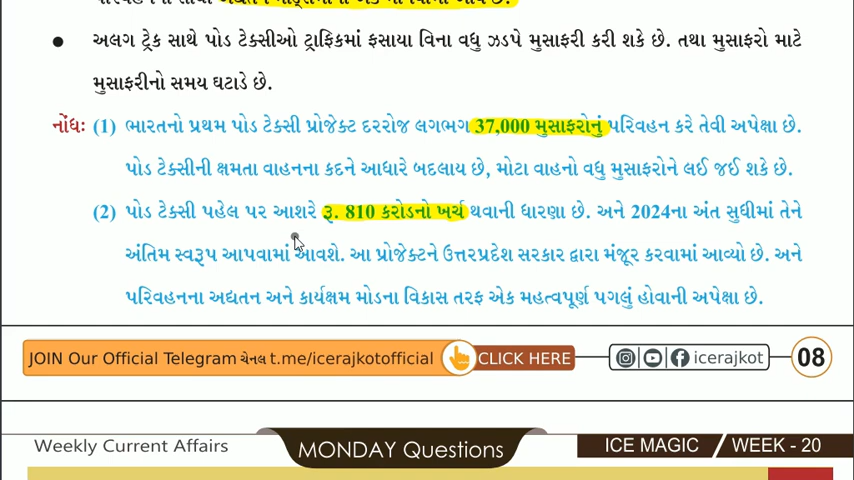 અદ્યતન
અલગ ટ્રેક સાથે પોડ ટેક્સીઓ ટ્રાફિકમાં ફસાયા વિના વધુ ઝડપે મુસાફરી કરી શકે છે. તથા મુસાફરો માટે
મુસાફરીનો સમય ઘટાડે છે.
નોંધઃ (1) ભારતનો પ્રથમ પોડ ટેક્સી પ્રોજેક્ટ દરરોજ લગભગ 37,000 મુસાફરોનું પરિવહન કરે તેવી અપેક્ષા છે.
પોડ ટેક્સીની ક્ષમતા વાહનના કદને આધારે બદલાય છે, મોટા વાહનો વધુ મુસાફરોને લઈ જઈ શકે છે.
(2) પોડ ટેક્સી પહેલ પર આશરે રૂ. 810 કરોડનો ખર્ચ થવાની ધારણા છે. અને 2024ના અંત સુધીમાં તેને
અંતિમ સ્વરૂપ આપવામાં આવશે. આ પ્રોજેક્ટને ઉત્તરપ્રદેશ સરકાર દ્વારા મંજૂર કરવામાં આવ્યો છે. અને
પરિવહનના અદ્યતન અને કાર્યક્ષમ મોડના વિકાસ તરફ એક મહત્વપૂર્ણ પગલું હોવાની અપેક્ષા છે.
JOIN Our Official Telegram ચેનલ t.me/icerajkotofficial CLICK HERE icerajkot 08
Weekly Current Affairs MONDAY Questions ICE MAGIC WEEK - 20